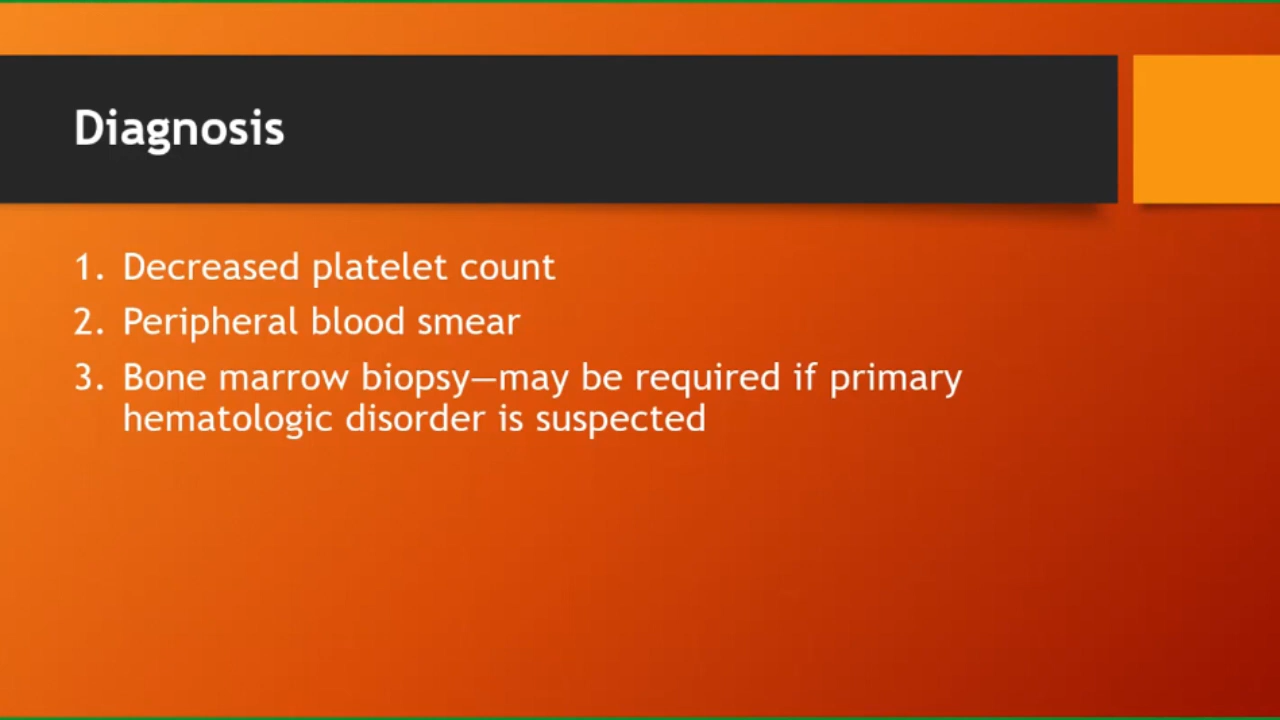 Diagnosis
1. Decreased platelet count
2. Peripheral blood smear
3. Bone marrow biopsy—may be required if primary
hematologic disorder is suspected